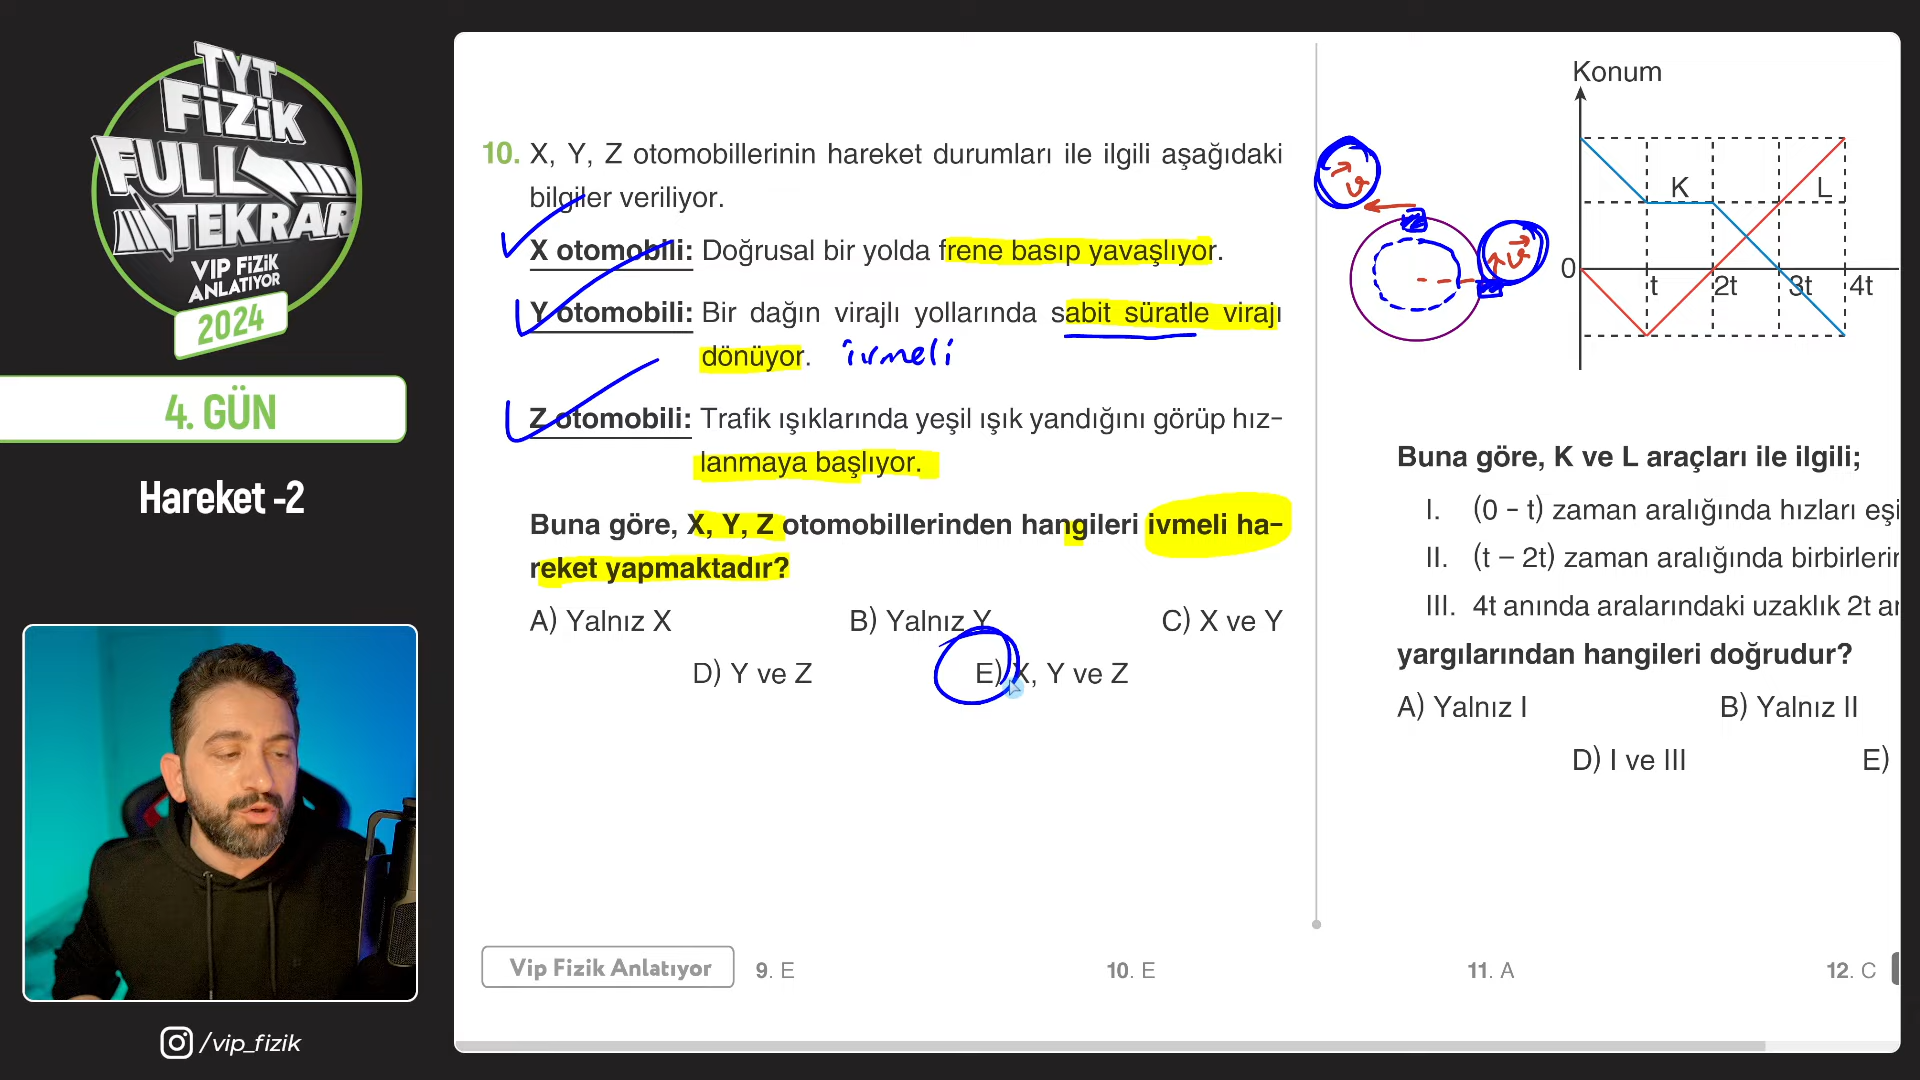 TYT
FİZİK
FULL
TEKRAR
VIP FİZİK
ANLATIYOR
2024
4. GÜN
Hareket -2
/vip_fizik
10. X, Y, Z otomobillerinin hareket durumları ile ilgili aşağıdaki
bilgiler veriliyor.
X otomobili: Doğrusal bir yolda frene basıp yavaşlıyor.
Y otomobili: Bir dağın virajlı yollarında sabit süratle virajı
dönüyor. ivmeli
Z otomobili: Trafik ışıklarında yeşil ışık yandığını görüp hız-
lanmaya başlıyor.
Buna göre, X, Y, Z otomobillerinden hangileri ivmeli ha-
reket yapmaktadır?
A) Yalnız X B) Yalnız Y C) X ve Y
D) Y ve Z E) X, Y ve Z
Konum
K L
0 t 2t 3t 4t
Buna göre, K ve L araçları ile ilgili;
I. (0 - t) zaman aralığında hızları eşi
II. (t – 2t) zaman aralığında birbirlerin
III. 4t anında aralarındaki uzaklık 2t an
yargılarından hangileri doğrudur?
A) Yalnız I B) Yalnız II
D) I ve III E)
Vip Fizik Anlatıyor 9. E 10. E 11. A 12. C